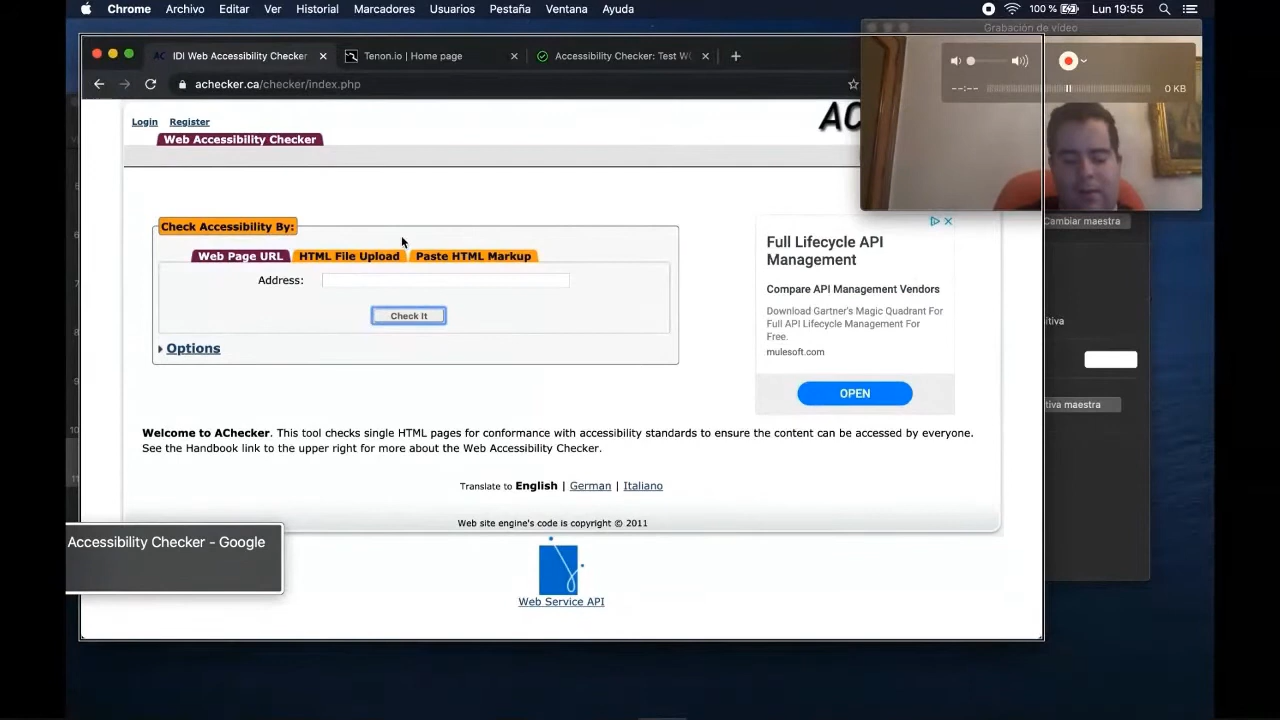 Chrome Archivo Editar Ver Historial Marcadores Usuarios Pestaña Ventana Ayuda 100 % Lun 19:55
Grabación de vídeo
IDI Web Accessibility Checker Tenon.io | Home page Accessibility Checker: Test WC
--:-- 0 KB
achecker.ca/checker/index.php
Login Register
AC
Web Accessibility Checker
Cambiar maestra
Check Accessibility By:
Web Page URL HTML File Upload Paste HTML Markup
Address:
Check It
Options
Full Lifecycle API
Management
Compare API Management Vendors
Download Gartner's Magic Quadrant For
Full API Lifecycle Management For
Free.
mulesoft.com
OPEN
Welcome to AChecker. This tool checks single HTML pages for conformance with accessibility standards to ensure the content can be accessed by everyone.
See the Handbook link to the upper right for more about the Web Accessibility Checker.
Translate to English | German | Italiano
Web site engine's code is copyright © 2011
Web Service API
Accessibility Checker - Google